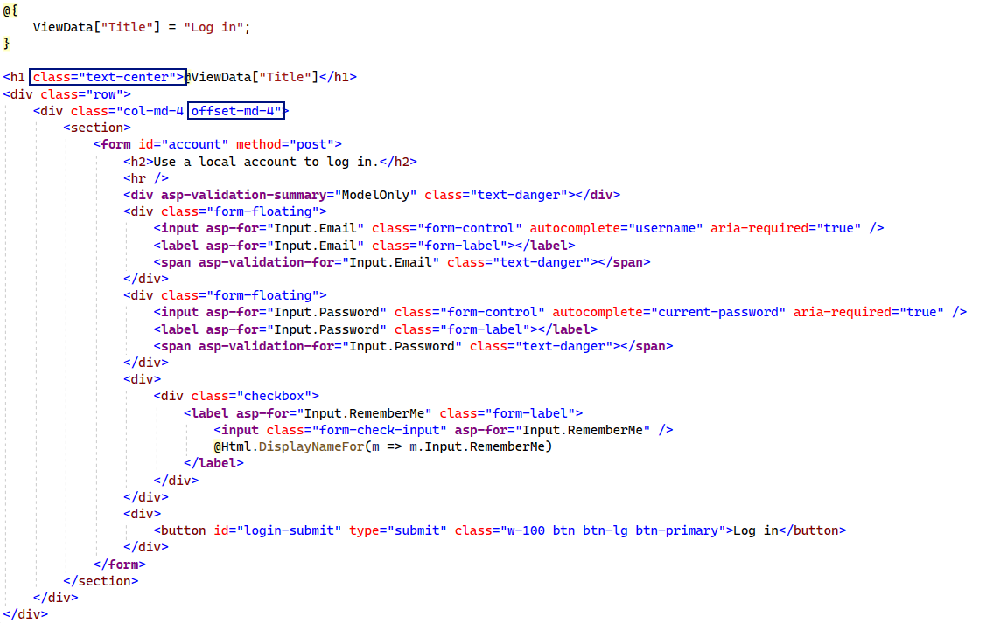 @{
    ViewData["Title"] = "Log in";
}

<h1 class="text-center">@ViewData["Title"]</h1>
<div class="row">
    <div class="col-md-4 offset-md-4">
        <section>
            <form id="account" method="post">
                <h2>Use a local account to log in.</h2>
                <hr />
                <div asp-validation-summary="ModelOnly" class="text-danger"></div>
                <div class="form-floating">
                    <input asp-for="Input.Email" class="form-control" autocomplete="username" aria-required="true" />
                    <label asp-for="Input.Email" class="form-label"></label>
                    <span asp-validation-for="Input.Email" class="text-danger"></span>
                </div>
                <div class="form-floating">
                    <input asp-for="Input.Password" class="form-control" autocomplete="current-password" aria-required="true" />
                    <label asp-for="Input.Password" class="form-label"></label>
                    <span asp-validation-for="Input.Password" class="text-danger"></span>
                </div>
                <div>
                    <div class="checkbox">
                        <label asp-for="Input.RememberMe" class="form-label">
                            <input class="form-check-input" asp-for="Input.RememberMe" />
                            @Html.DisplayNameFor(m => m.Input.RememberMe)
                        </label>
                    </div>
                </div>
                <div>
                    <button id="login-submit" type="submit" class="w-100 btn btn-lg btn-primary">Log in</button>
                </div>
            </form>
        </section>
    </div>
</div>